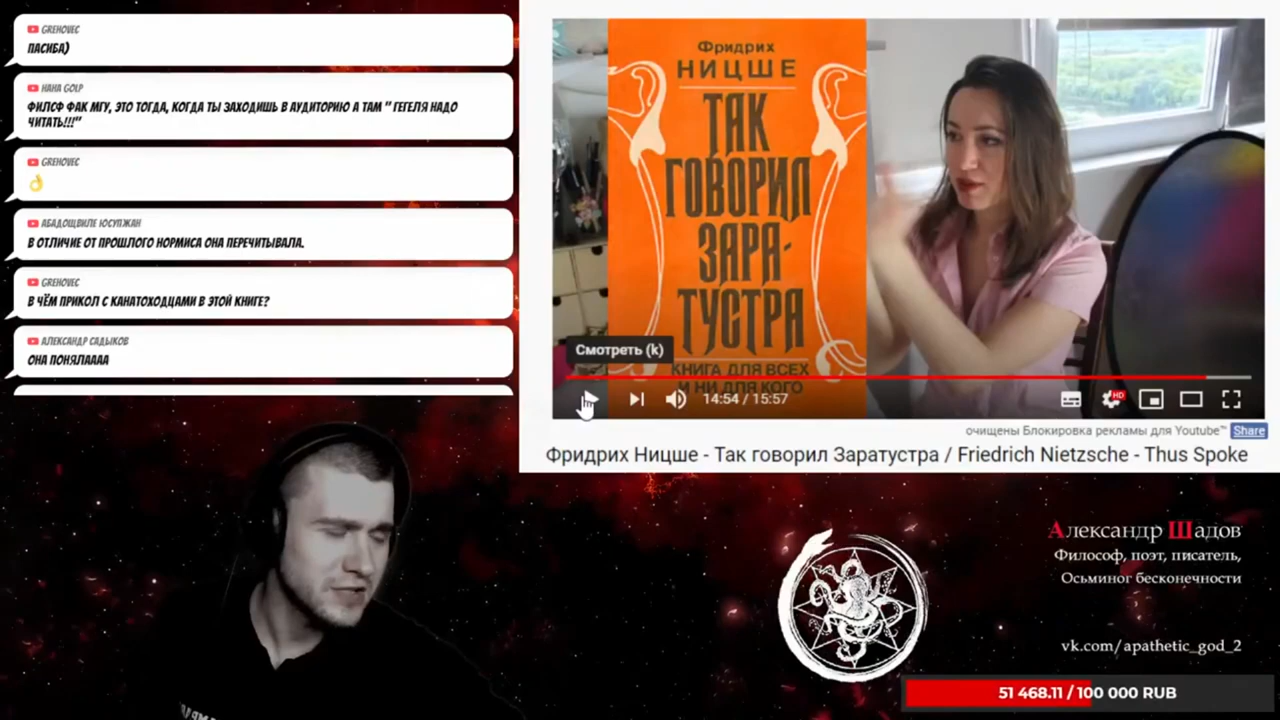 GREHOVEC
ПАСИБА)
НАНА GOLP
ФИЛСФ ФАК МГУ, ЭТО ТОГДА, КОГДА ТЫ ЗАХОДИШЬ В АУДИТОРИЮ А ТАМ " ГЕГЕЛЯ НАДО
ЧИТАТЬ!!!"
GREHOVEC
👌
АБАДОЩВИЛЕ ЮСУПЖАН
В ОТЛИЧИЕ ОТ ПРОШЛОГО НОРМИСА ОНА ПЕРЕЧИТЫВАЛА.
GREHOVEC
В ЧЁМ ПРИКОЛ С КАНАТОХОДЦАМИ В ЭТОЙ КНИГЕ?
АЛЕКСАНДР САДЫКОВ
ОНА ПОНЯЛАААА
Фридрих
НИЦШЕ
ТАК
ГОВОРИЛ
ЗАРА-
ТУСТРА
КНИГА ДЛЯ ВСЕХ
И НИ ДЛЯ КОГО
Смотреть (k)
14:54 / 15:57
HD
очищены Блокировка рекламы для Youtube™ Share
Фридрих Ницше - Так говорил Заратустра / Friedrich Nietzsche - Thus Spoke
Александр Шадов
Философ, поэт, писатель,
Осьминог бесконечности
vk.com/apathetic_god_2
51 468.11 / 100 000 RUB